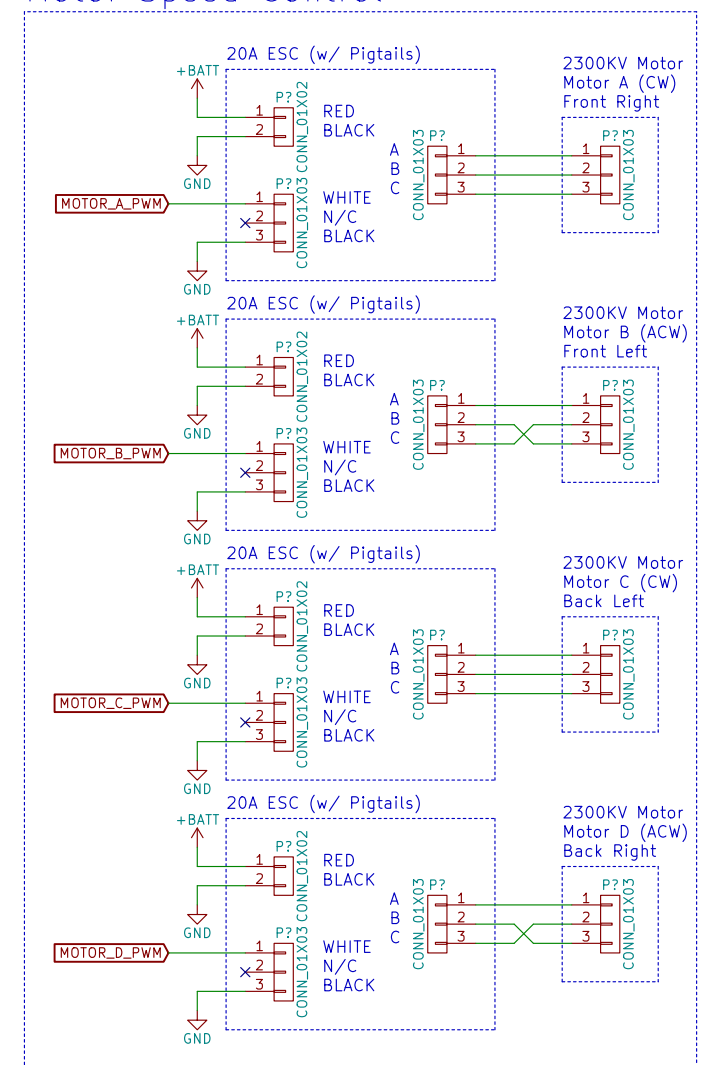 Motor Speed Control
20A ESC (w/ Pigtails)
+BATT
P?
CONN_01X02
1
2
RED
BLACK
GND
MOTOR_A_PWM
P?
CONN_01X03
1
2
3
WHITE
N/C
BLACK
GND
A
B
C
P?
CONN_01X03
1
2
3
2300KV Motor
Motor A (CW)
Front Right
1
2
3
P?
CONN_01X03
20A ESC (w/ Pigtails)
+BATT
P?
CONN_01X02
1
2
RED
BLACK
GND
MOTOR_B_PWM
P?
CONN_01X03
1
2
3
WHITE
N/C
BLACK
GND
A
B
C
P?
CONN_01X03
1
2
3
2300KV Motor
Motor B (ACW)
Front Left
1
2
3
P?
CONN_01X03
20A ESC (w/ Pigtails)
+BATT
P?
CONN_01X02
1
2
RED
BLACK
GND
MOTOR_C_PWM
P?
CONN_01X03
1
2
3
WHITE
N/C
BLACK
GND
A
B
C
P?
CONN_01X03
1
2
3
2300KV Motor
Motor C (CW)
Back Left
1
2
3
P?
CONN_01X03
20A ESC (w/ Pigtails)
+BATT
P?
CONN_01X02
1
2
RED
BLACK
GND
MOTOR_D_PWM
P?
CONN_01X03
1
2
3
WHITE
N/C
BLACK
GND
A
B
C
P?
CONN_01X03
1
2
3
2300KV Motor
Motor D (ACW)
Back Right
1
2
3
P?
CONN_01X03